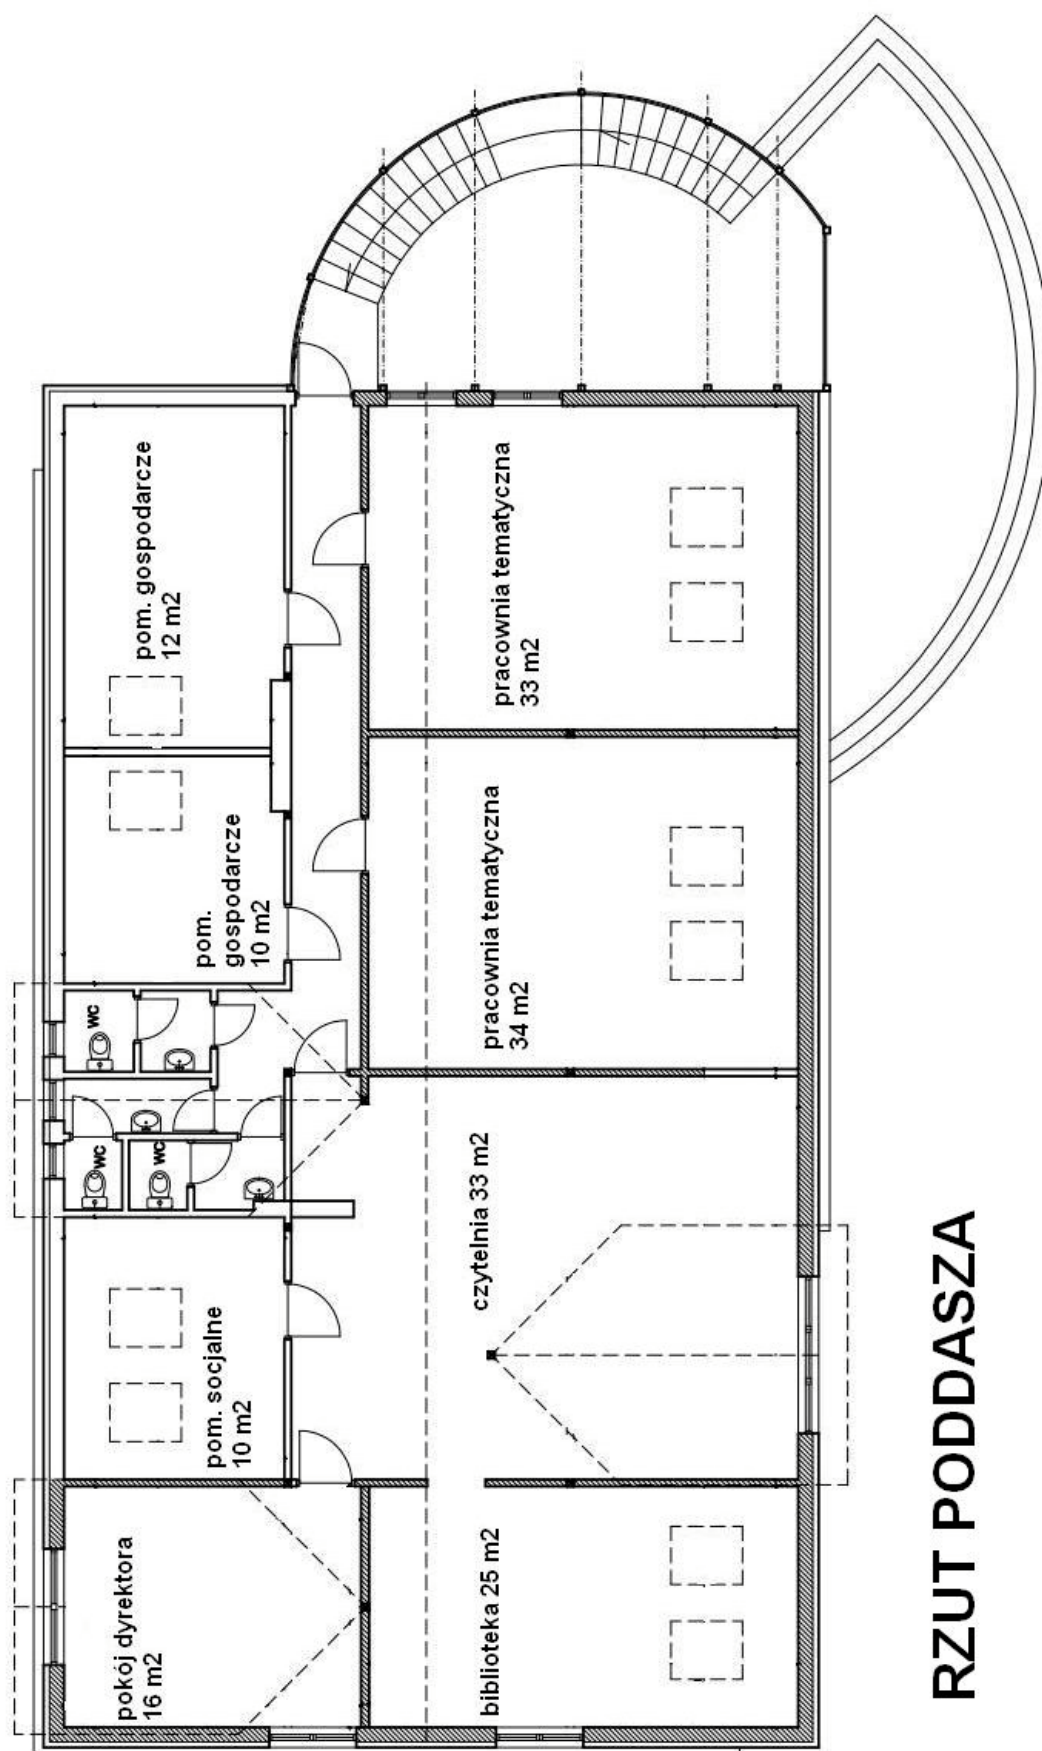 pokój dyrektora
16 m2
pom. socjalne
10 m2
WC
WC
WC
pom.
gospodarcze
10 m2
pom. gospodarcze
12 m2
biblioteka 25 m2
czytelnia 33 m2
pracownia tematyczna
34 m2
pracownia tematyczna
33 m2
RZUT PODDASZA